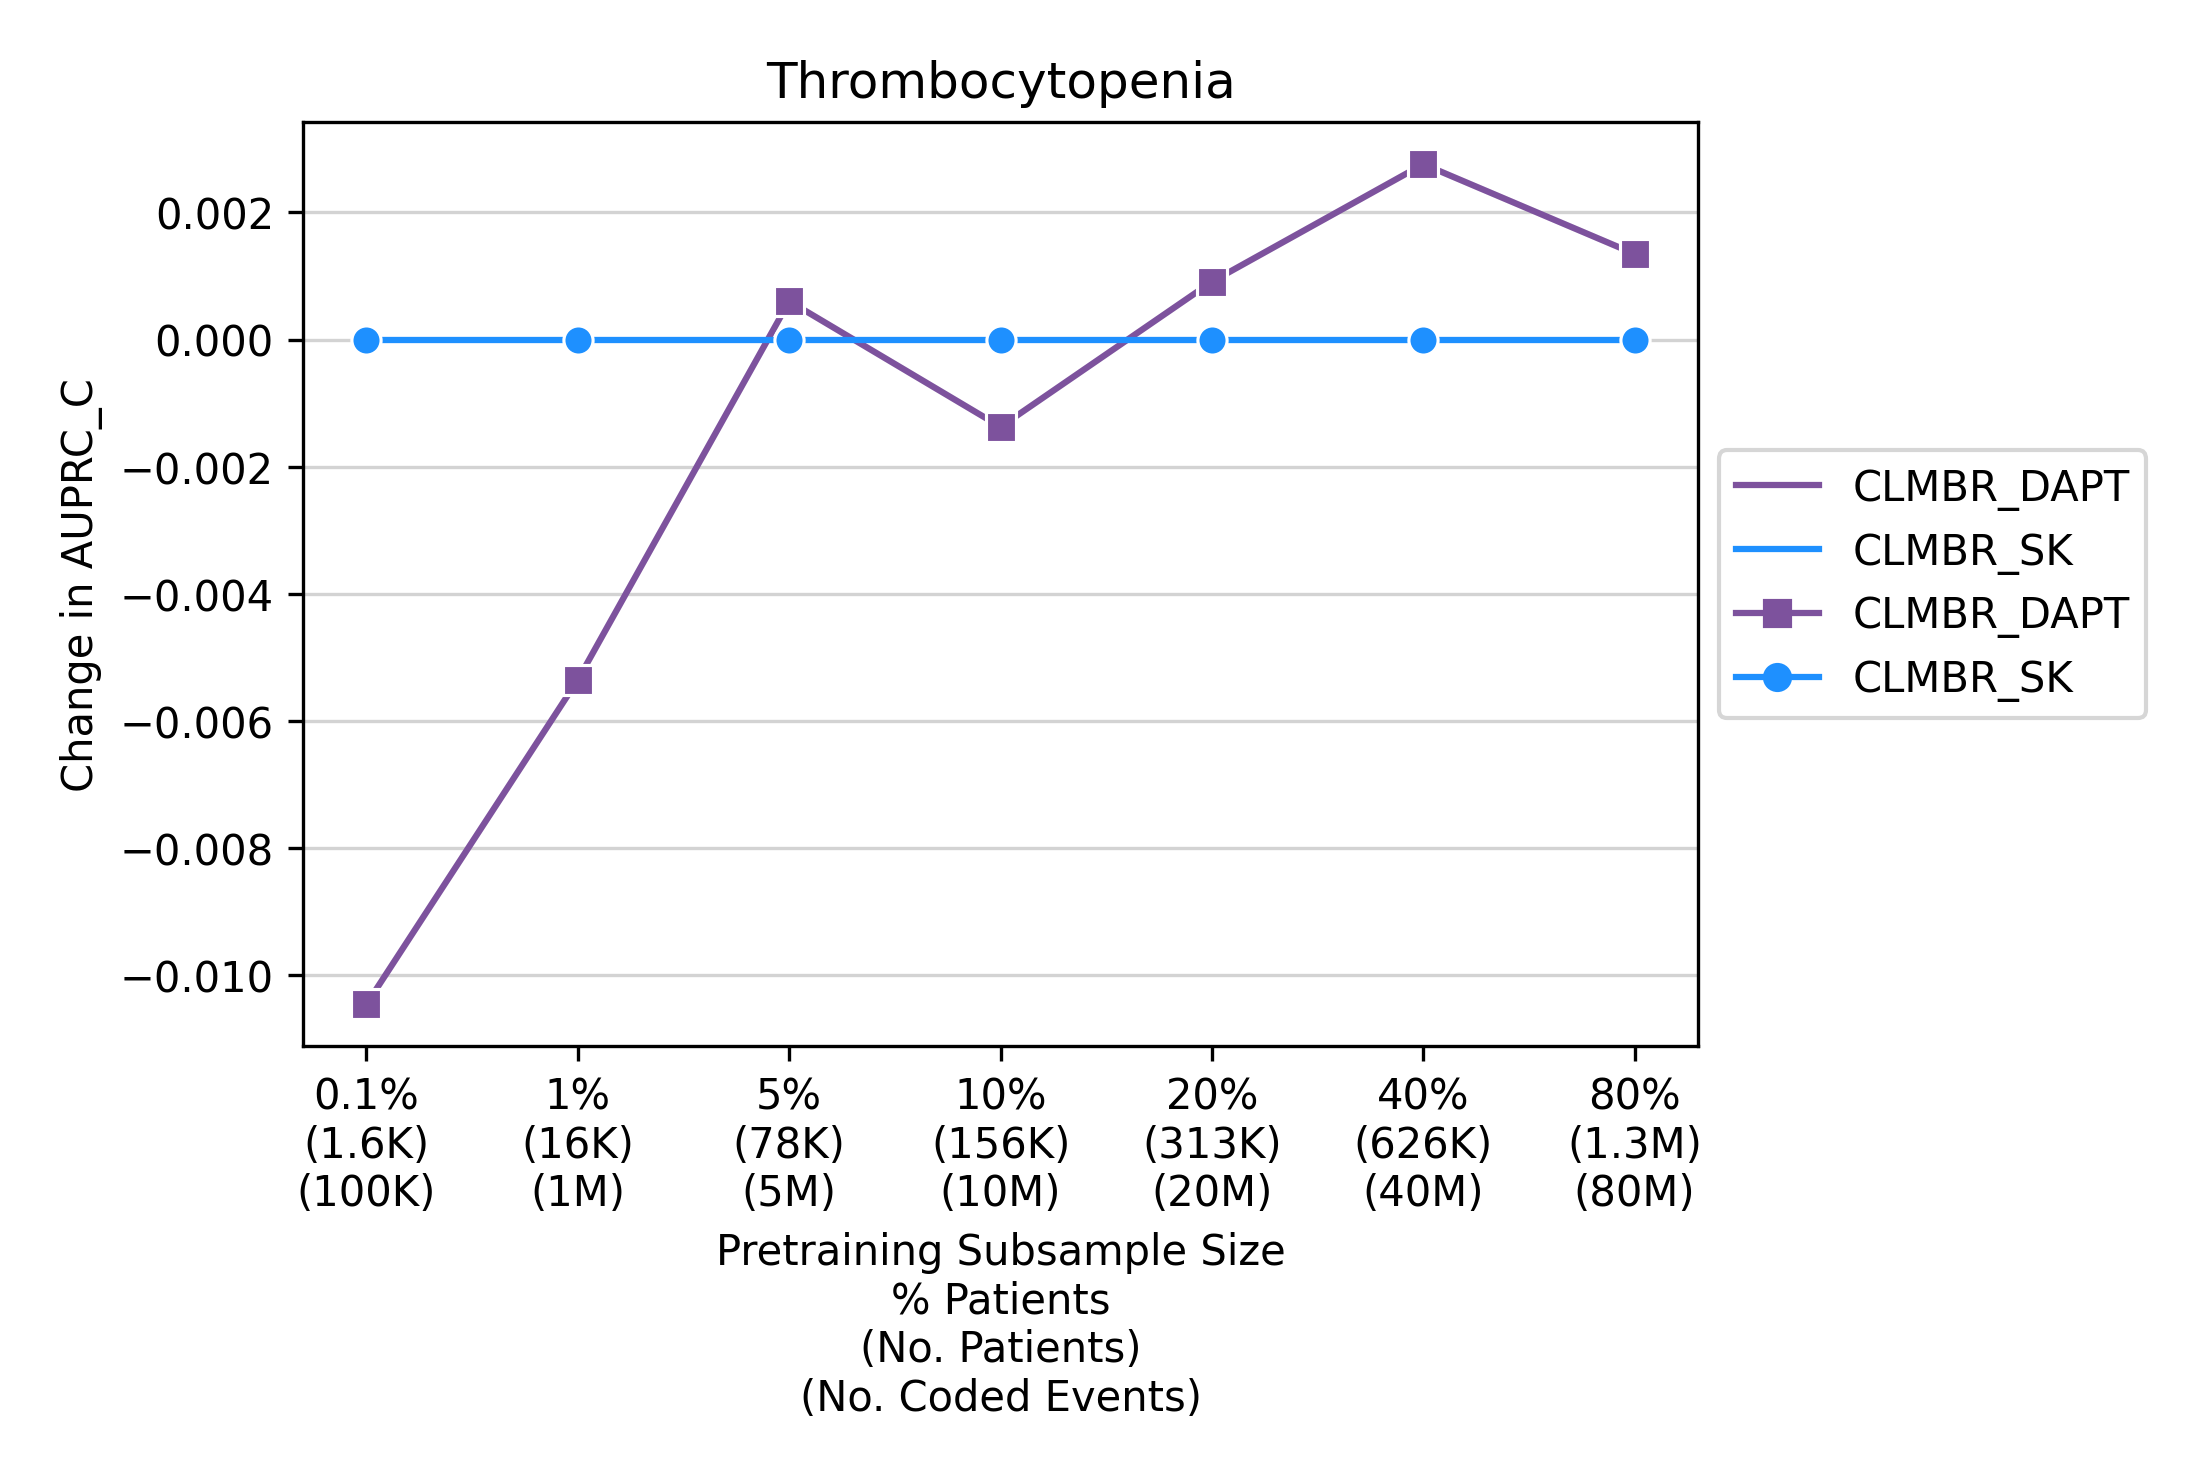 Thrombocytopenia
Change in AUPRC_C
0.002
0.000
−0.002
−0.004
−0.006
−0.008
−0.010
0.1% 1% 5% 10% 20% 40% 80%
(1.6K) (16K) (78K) (156K) (313K) (626K) (1.3M)
(100K) (1M) (5M) (10M) (20M) (40M) (80M)
Pretraining Subsample Size
% Patients
(No. Patients)
(No. Coded Events)
CLMBR_DAPT
CLMBR_SK
CLMBR_DAPT
CLMBR_SK